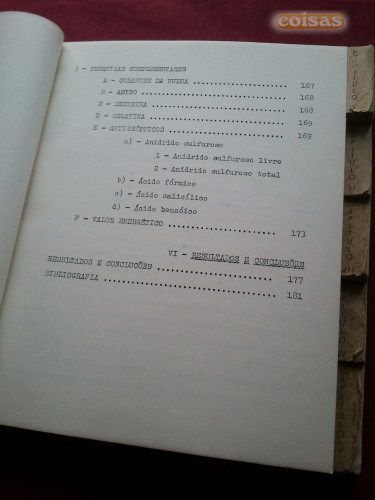 coisas
3 - PESQUISAS COMPLEMENTARES
A - CORANTES DA HULHA .................. 167
B - AMIDO .................. 168
C - DEXTRINA .................. 168
D - GELATINA .................. 169
E - ANTISÉPTICOS .................. 169
a) - Anidrido sulfuroso
1 - Anidrido sulfuroso livre
2 - Anidrido sulfuroso total
b) - Ácido fórmico
c) - Ácido salicílico
d) - Ácido benzóico
F - VALOR ENERGÉTICO .................. 173
VI - RESULTADOS E CONCLUSÕES
RESULTADOS E CONCLUSÕES .................. 177
BIBLIOGRAFIA .................. 181